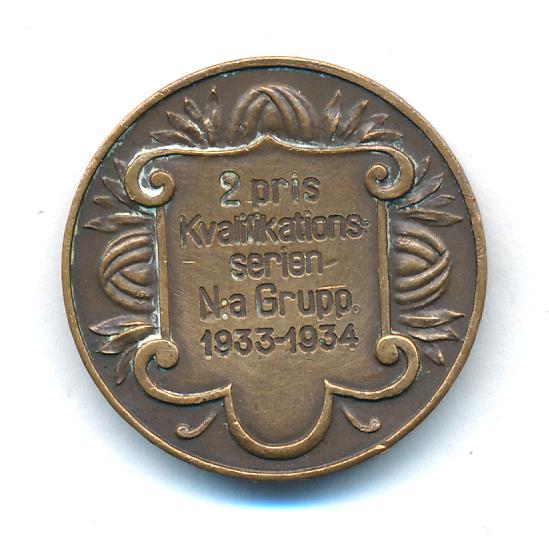 2 pris
Kvalifikations-
serien
N:a Grupp.
1933-1934